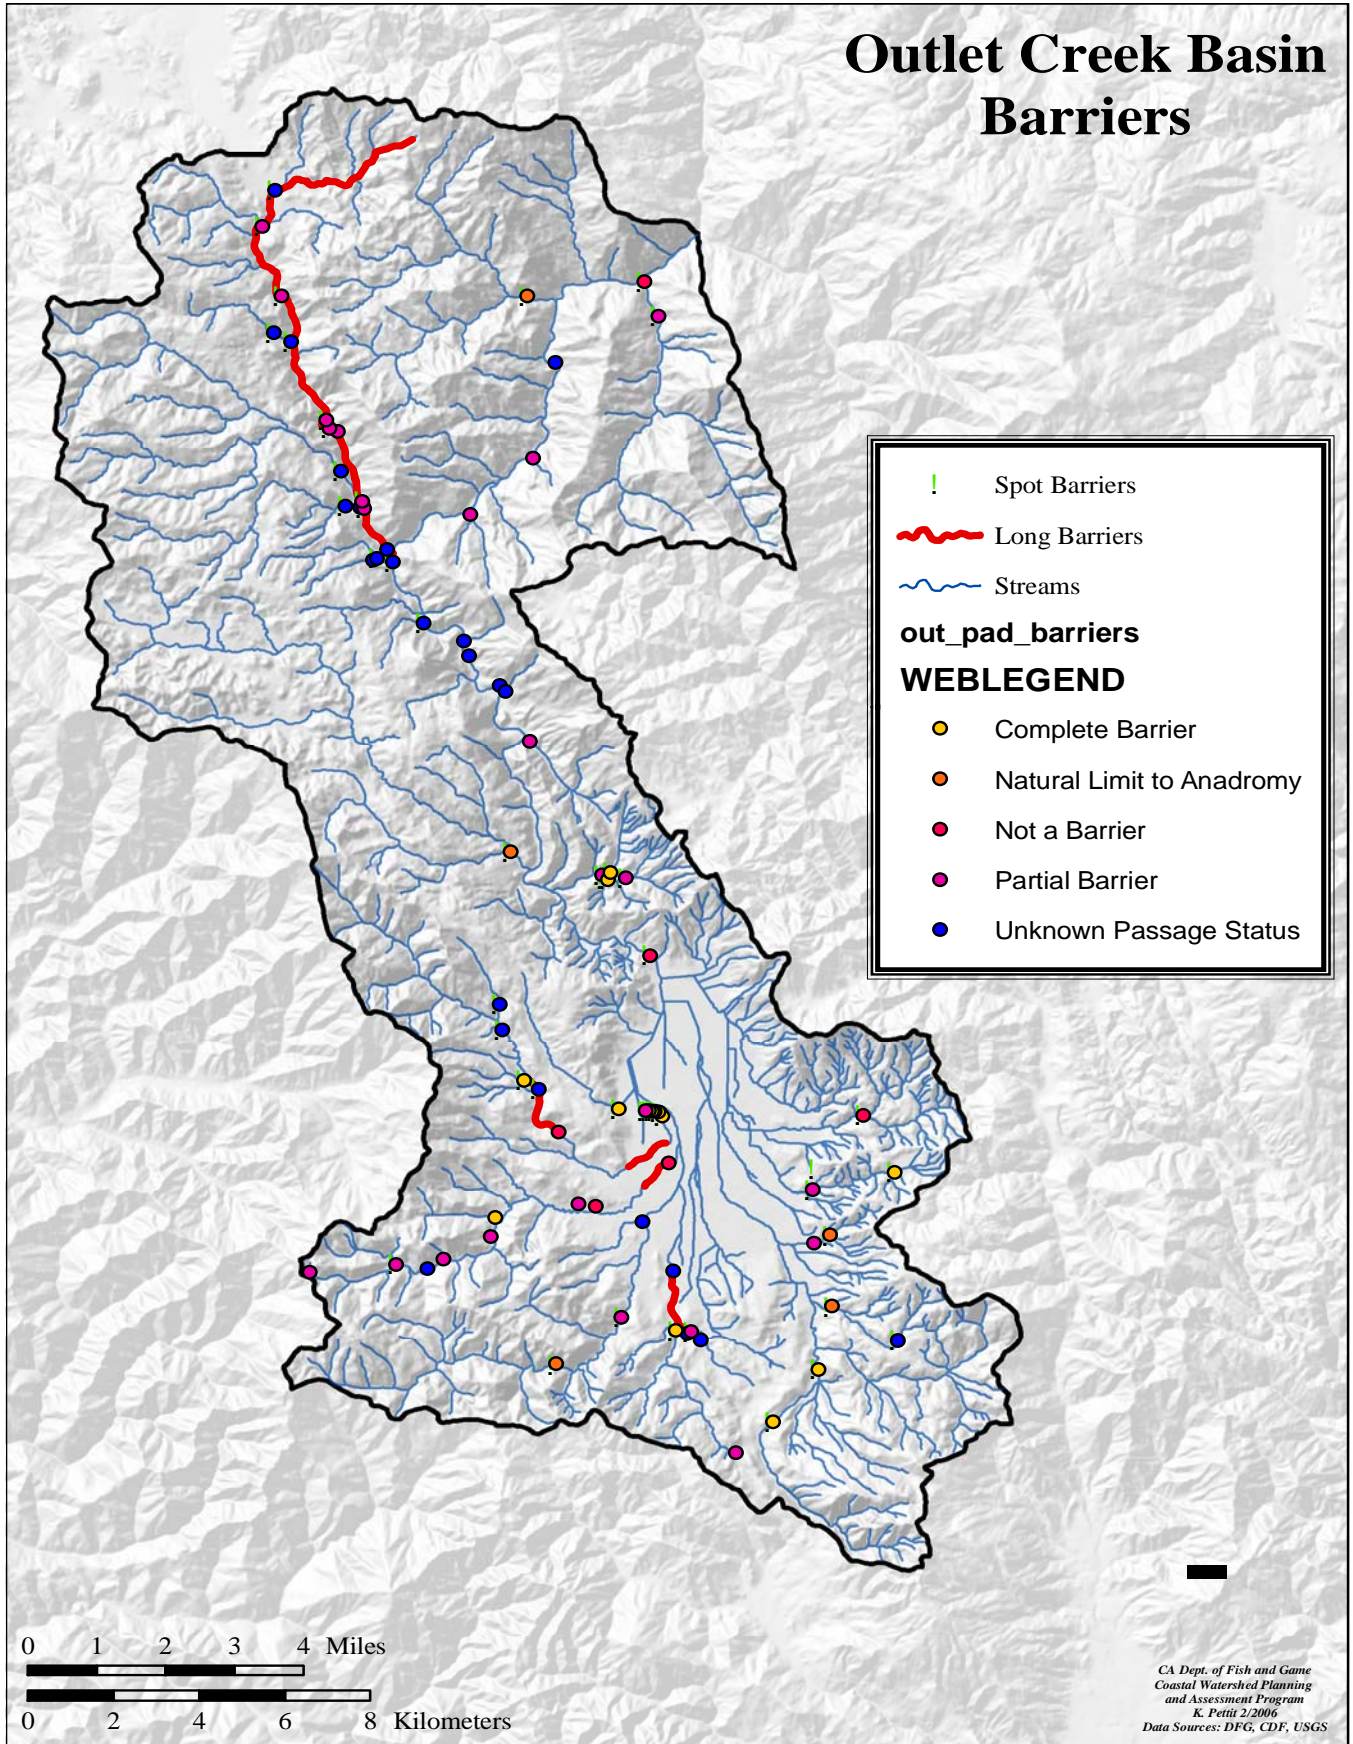 Outlet Creek Basin
Barriers
! Spot Barriers
Long Barriers
Streams
out_pad_barriers
WEBLEGEND
Complete Barrier
Natural Limit to Anadromy
Not a Barrier
Partial Barrier
Unknown Passage Status
0 1 2 3 4 Miles
0 2 4 6 8 Kilometers
CA Dept. of Fish and Game
Coastal Watershed Planning
and Assessment Program
K. Pettit 2/2006
Data Sources: DFG, CDF, USGS